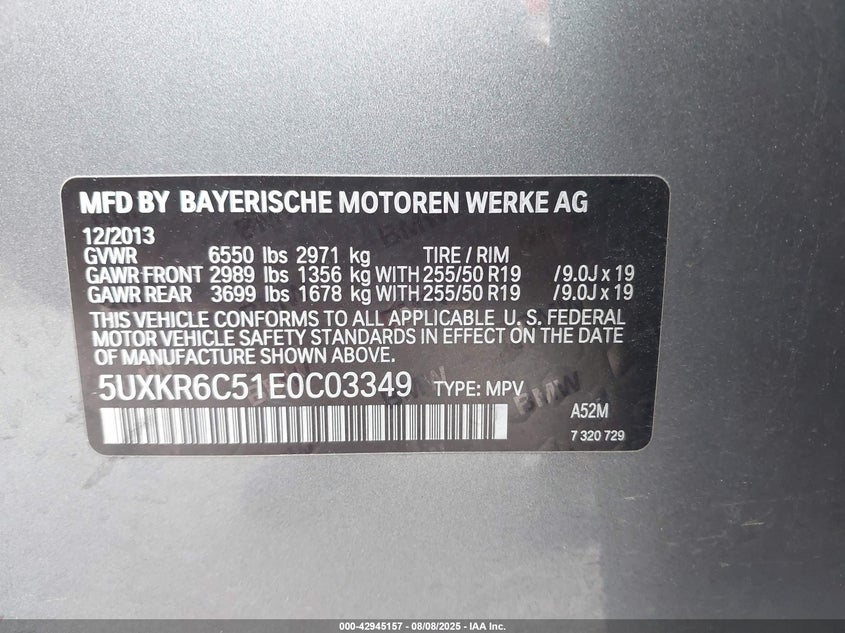 MFD BY BAYERISCHE MOTOREN WERKE AG
12/2013
GVWR 6550 lbs 2971 kg TIRE / RIM
GAWR FRONT 2989 lbs 1356 kg WITH 255/50 R19 /9.0J x 19
GAWR REAR 3699 lbs 1678 kg WITH 255/50 R19 /9.0J x 19
THIS VEHICLE CONFORMS TO ALL APPLICABLE U. S. FEDERAL
MOTOR VEHICLE SAFETY STANDARDS IN EFFECT ON THE DATE
OF MANUFACTURE SHOWN ABOVE.
5UXKR6C51E0C03349 TYPE: MPV
A52M
7 320 729
000-42945157 - 08/08/2025 - IAA Inc.